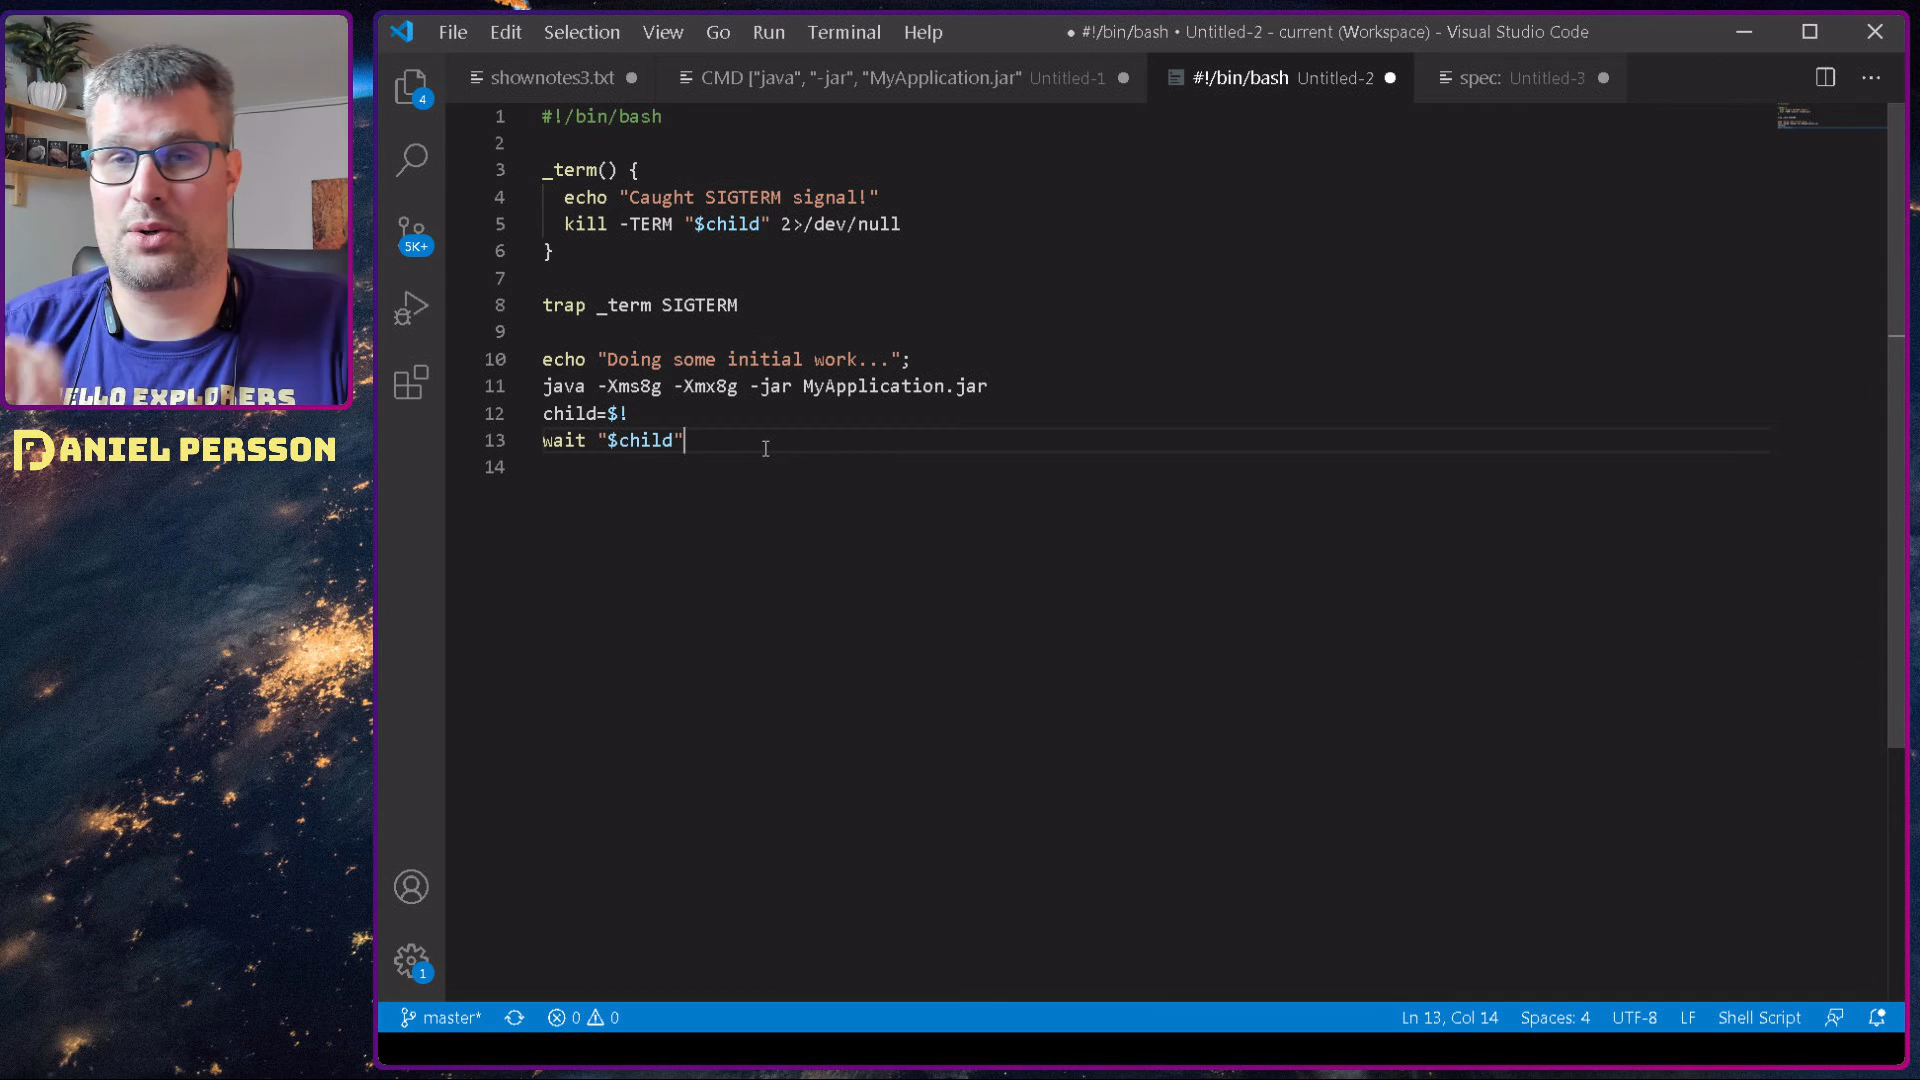 File Edit Selection View Go Run Terminal Help
● #!/bin/bash • Untitled-2 - current (Workspace) - Visual Studio Code
shownotes3.txt
CMD ["java", "-jar", "MyApplication.jar" Untitled-1
#!/bin/bash Untitled-2
spec: Untitled-3
4
5K+
1 #!/bin/bash
2
3 _term() {
4 echo "Caught SIGTERM signal!"
5 kill -TERM "$child" 2>/dev/null
6 }
7
8 trap _term SIGTERM
9
10 echo "Doing some initial work...";
11 java -Xms8g -Xmx8g -jar MyApplication.jar
12 child=$!
13 wait "$child"
14
HELLO EXPLORERS
DANIEL PERSSON
1
master* 0 0
Ln 13, Col 14 Spaces: 4 UTF-8 LF Shell Script